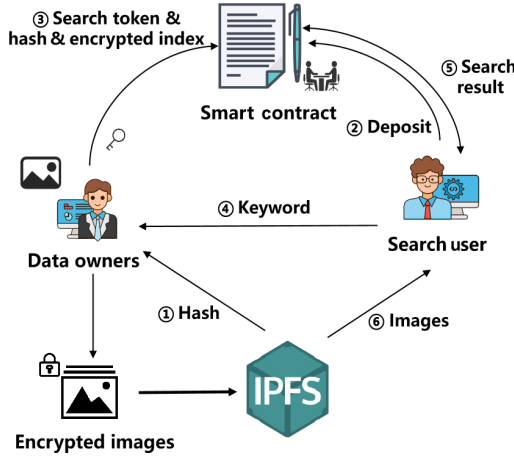 ③ Search token &
hash & encrypted index
Smart contract
⑤ Search
result
② Deposit
④ Keyword
Data owners
Search user
① Hash
⑥ Images
IPFS
Encrypted images